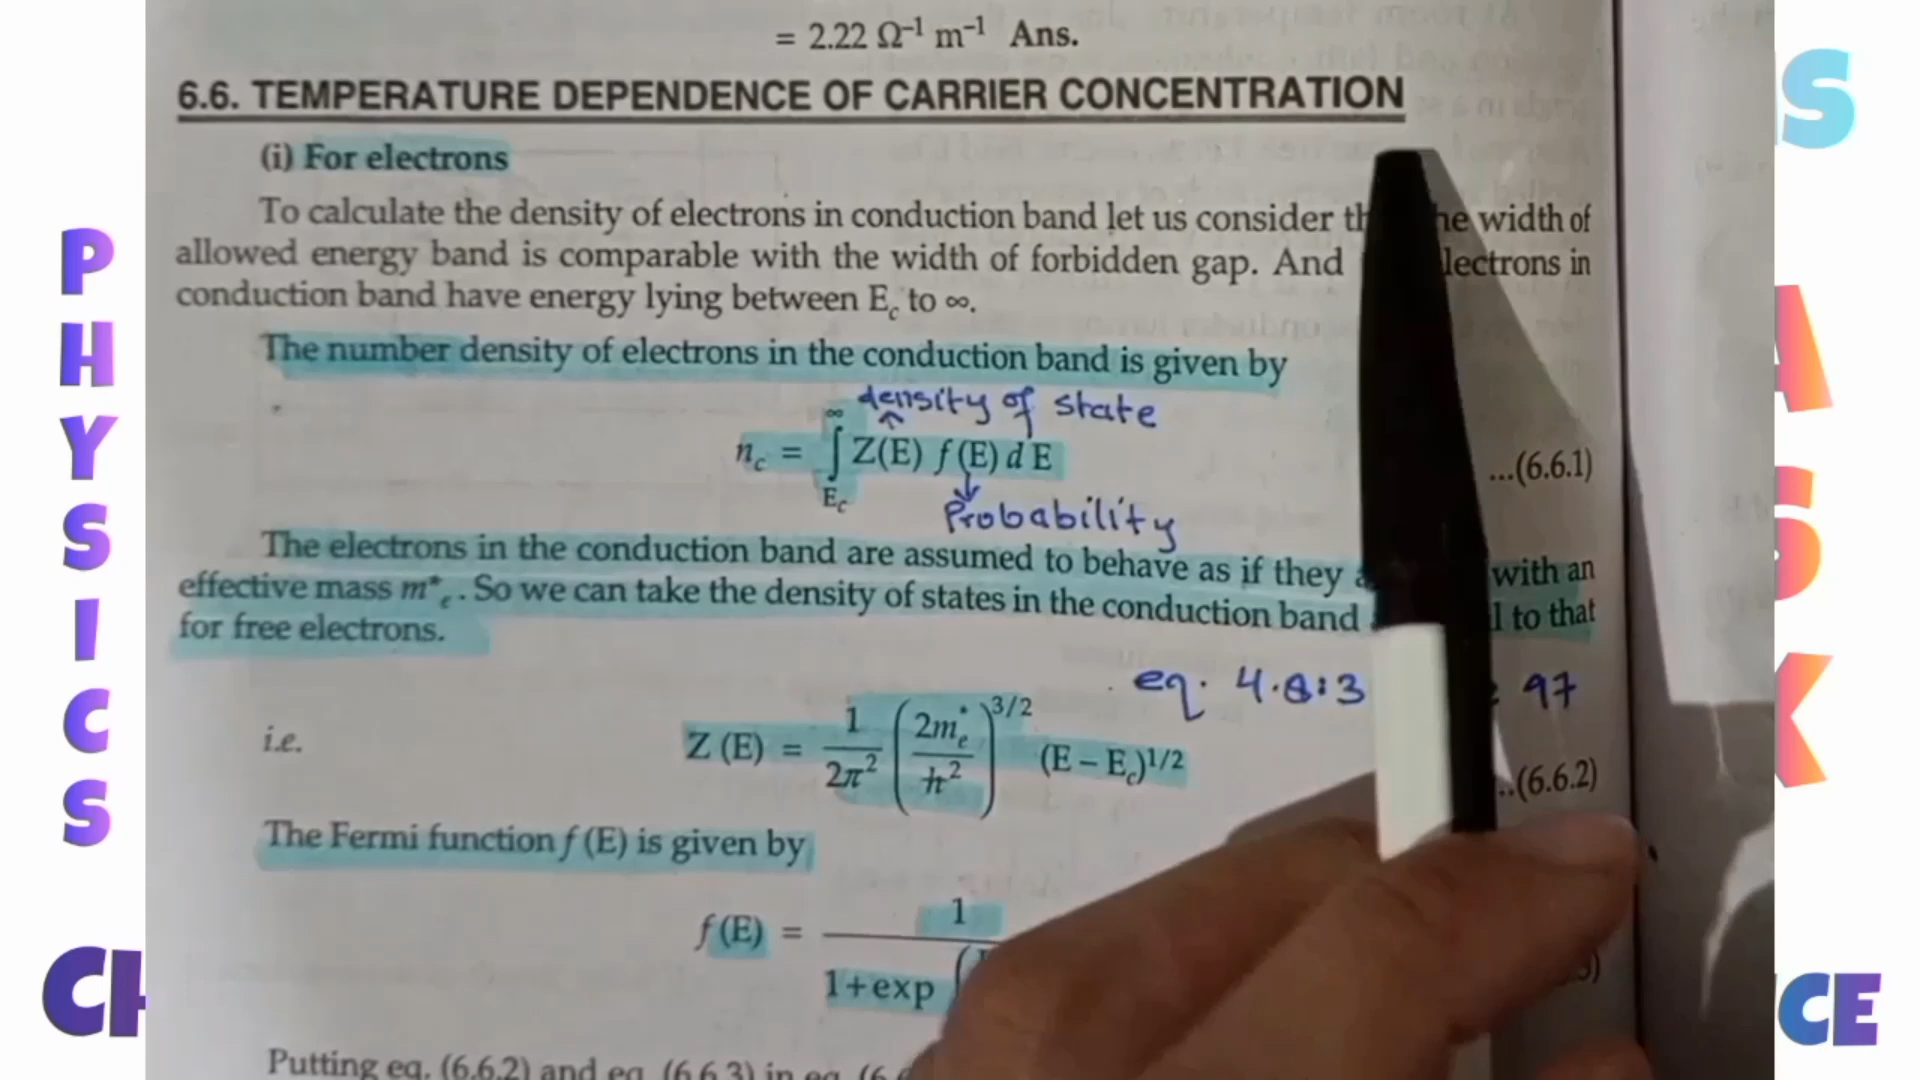 = 2.22 Ω⁻¹ m⁻¹ Ans.
6.6. TEMPERATURE DEPENDENCE OF CARRIER CONCENTRATION
(i) For electrons
To calculate the density of electrons in conduction band let us consider width of
allowed energy band is comparable with the width of forbidden gap. And electrons in
conduction band have energy lying between E_c to ∞.
The number density of electrons in the conduction band is given by
density of state
n_c = ∫_{E_c}^{∞} Z(E) f(E) d E ...(6.6.1)
Probability
The electrons in the conduction band are assumed to behave as if they with an
effective mass m*_e. So we can take the density of states in the conduction band to that
for free electrons.
eq. 4.8:3 97
i.e. Z (E) = 1/2π² (2m*_e/ħ²)^{3/2} (E – E_c)^{1/2} ..(6.6.2)
The Fermi function f (E) is given by
f (E) = 1 / 1+exp (
Putting eq. (6.6.2) and eq. (6.6.3) in eq.
PHYSICS